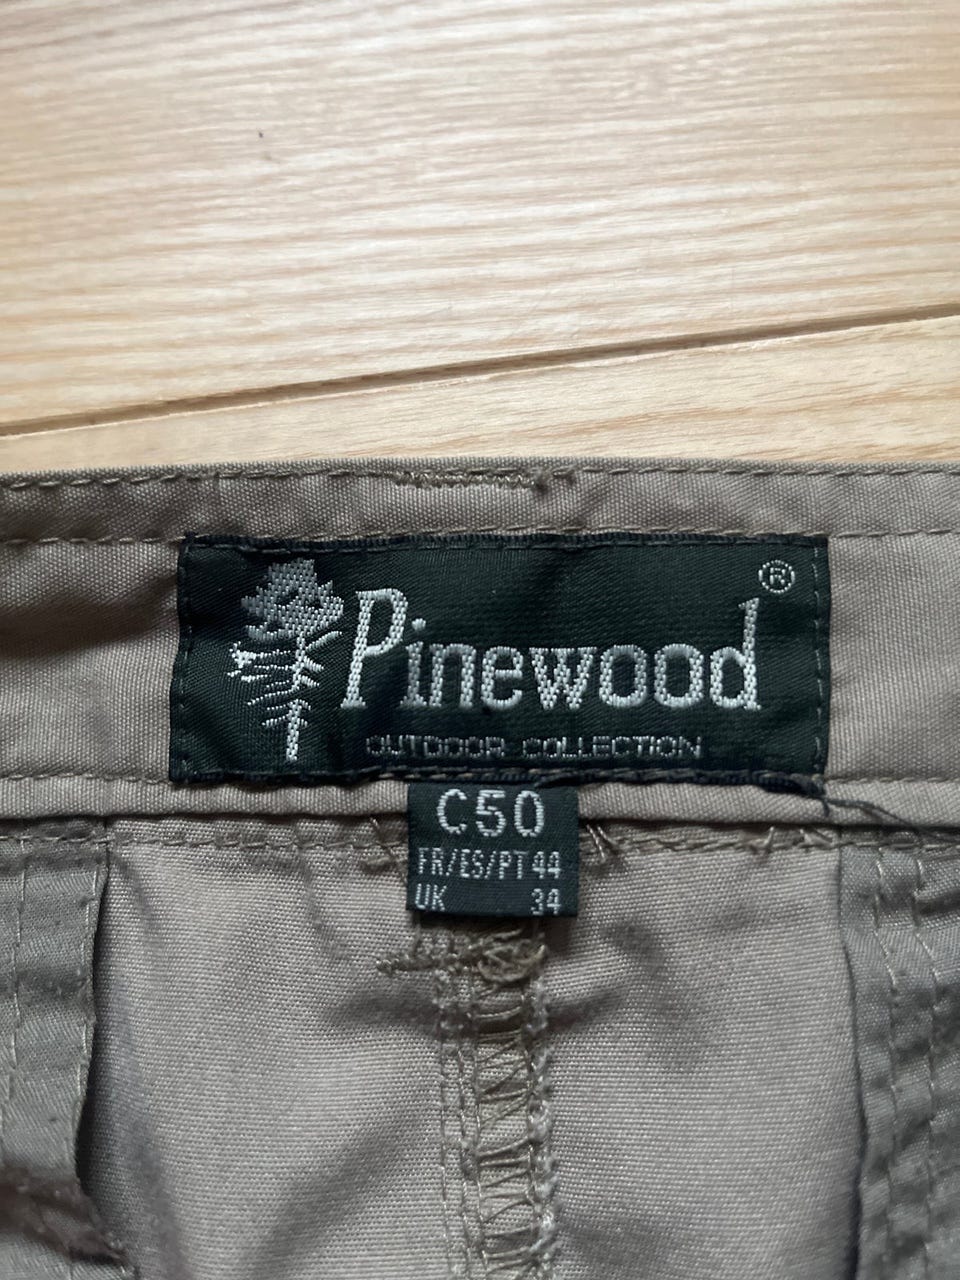 Pinewood®
OUTDOOR COLLECTION
C50
FR/ES/PT 44
UK 34